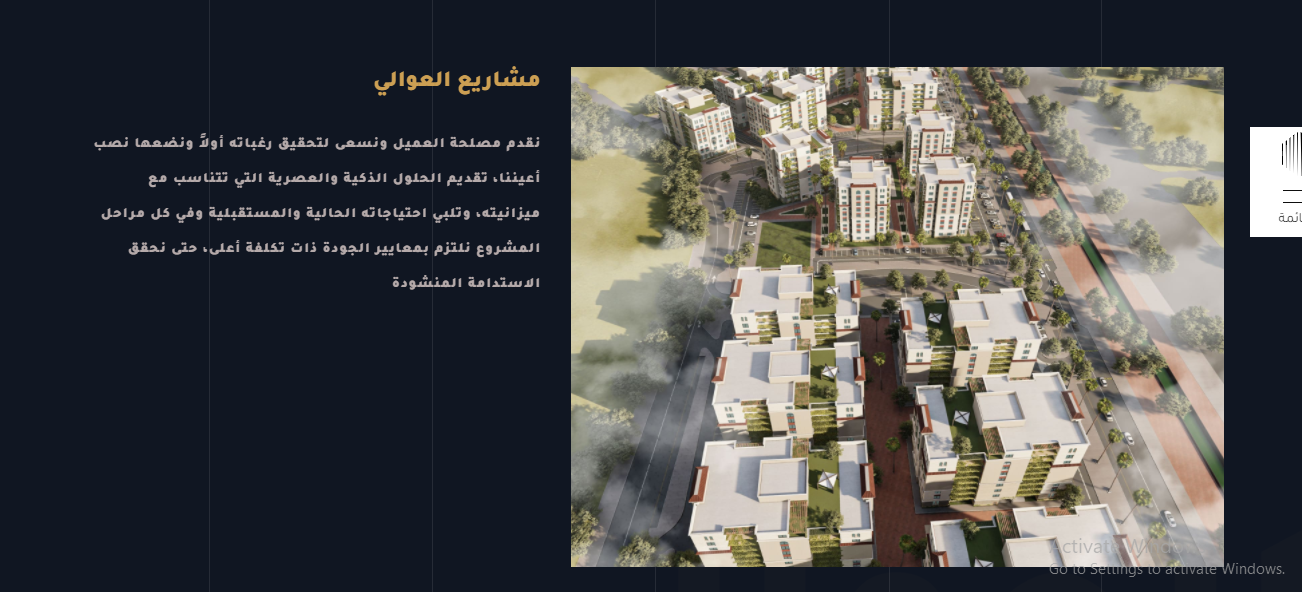 مشاريع العوالي
نقدم مصلحة العميل ونسعى لتحقيق رغباته أولاً ونضعها نصب
أعيننا، تقديم الحلول الذكية والعصرية التي تتناسب مع
ميزانيته، وتلبي احتياجاته الحالية والمستقبلية وفي كل مراحل
المشروع نلتزم بمعايير الجودة ذات تكلفة أعلى، حتى نحقق
الاستدامة المنشودة
Activate Windows
Go to Settings to activate Windows.